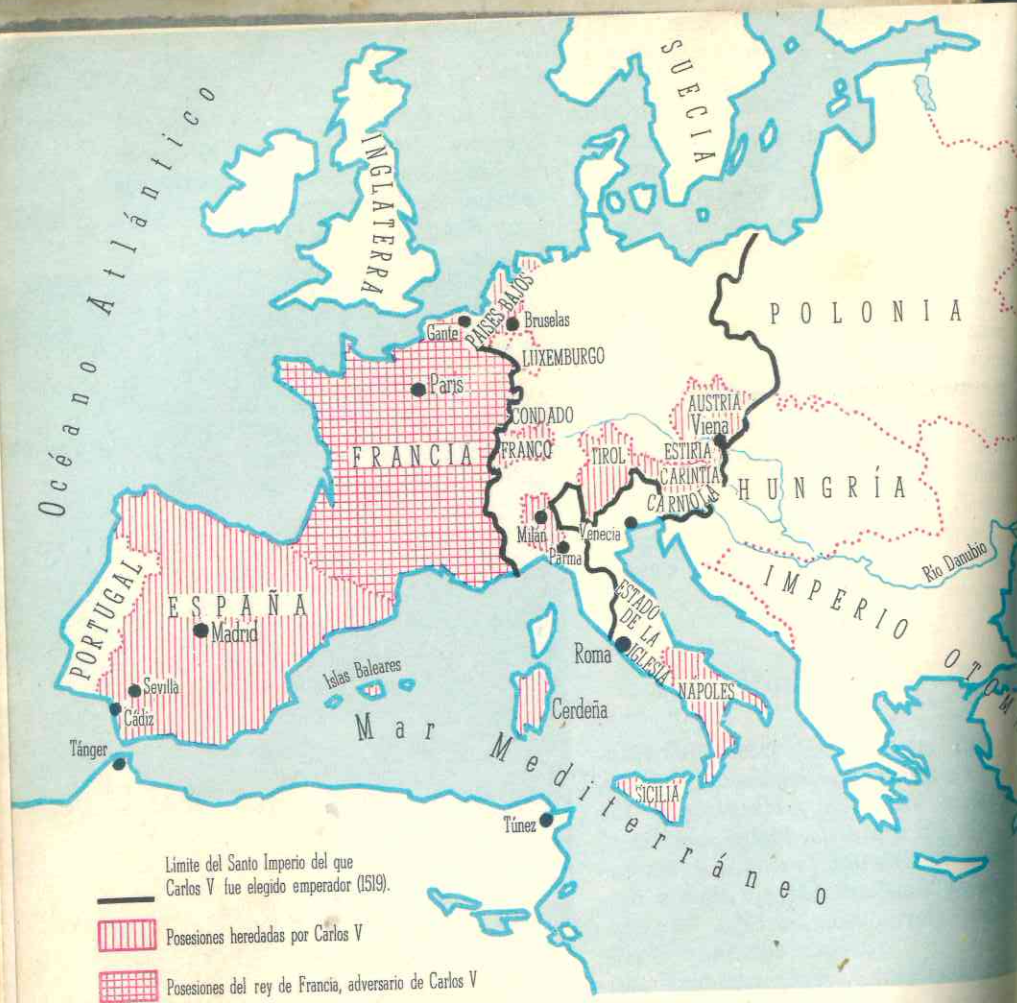 Océano Atlántico
SUECIA
INGLATERRA
POLONIA
PAISES BAJOS
Gante
Bruselas
LUXEMBURGO
París
CONDADO
FRANCO
FRANCIA
AUSTRIA
Viena
TIROL
ESTIRIA
CARINTIA
CARNIOLA
HUNGRÍA
Milán
Venecia
Parma
Río Danubio
IMPERIO
PORTUGAL
ESPAÑA
Madrid
ESTADO
DE LA
IGLESIA
Roma
NAPOLES
Islas Baleares
Sevilla
Cádiz
Cerdeña
Tánger
Mar Mediterráneo
SICILIA
Túnez
Límite del Santo Imperio del que
Carlos V fue elegido emperador (1519).
Posesiones heredadas por Carlos V
Posesiones del rey de Francia, adversario de Carlos V